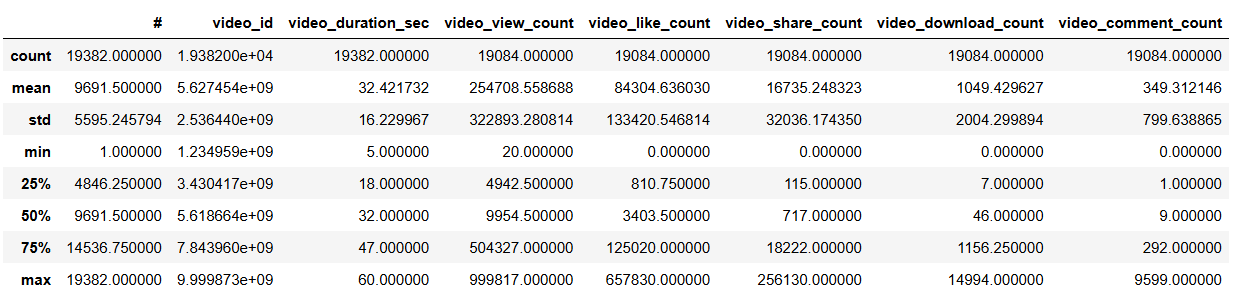 # video_id video_duration_sec video_view_count video_like_count video_share_count video_download_count video_comment_count
count 19382.000000 1.938200e+04 19382.000000 19084.000000 19084.000000 19084.000000 19084.000000 19084.000000
mean 9691.500000 5.627454e+09 32.421732 254708.558688 84304.636030 16735.248323 1049.429627 349.312146
std 5595.245794 2.536440e+09 16.229967 322893.280814 133420.546814 32036.174350 2004.299894 799.638865
min 1.000000 1.234959e+09 5.000000 20.000000 0.000000 0.000000 0.000000 0.000000
25% 4846.250000 3.430417e+09 18.000000 4942.500000 810.750000 115.000000 7.000000 1.000000
50% 9691.500000 5.618664e+09 32.000000 9954.500000 3403.500000 717.000000 46.000000 9.000000
75% 14536.750000 7.843960e+09 47.000000 504327.000000 125020.000000 18222.000000 1156.250000 292.000000
max 19382.000000 9.999873e+09 60.000000 999817.000000 657830.000000 256130.000000 14994.000000 9599.000000